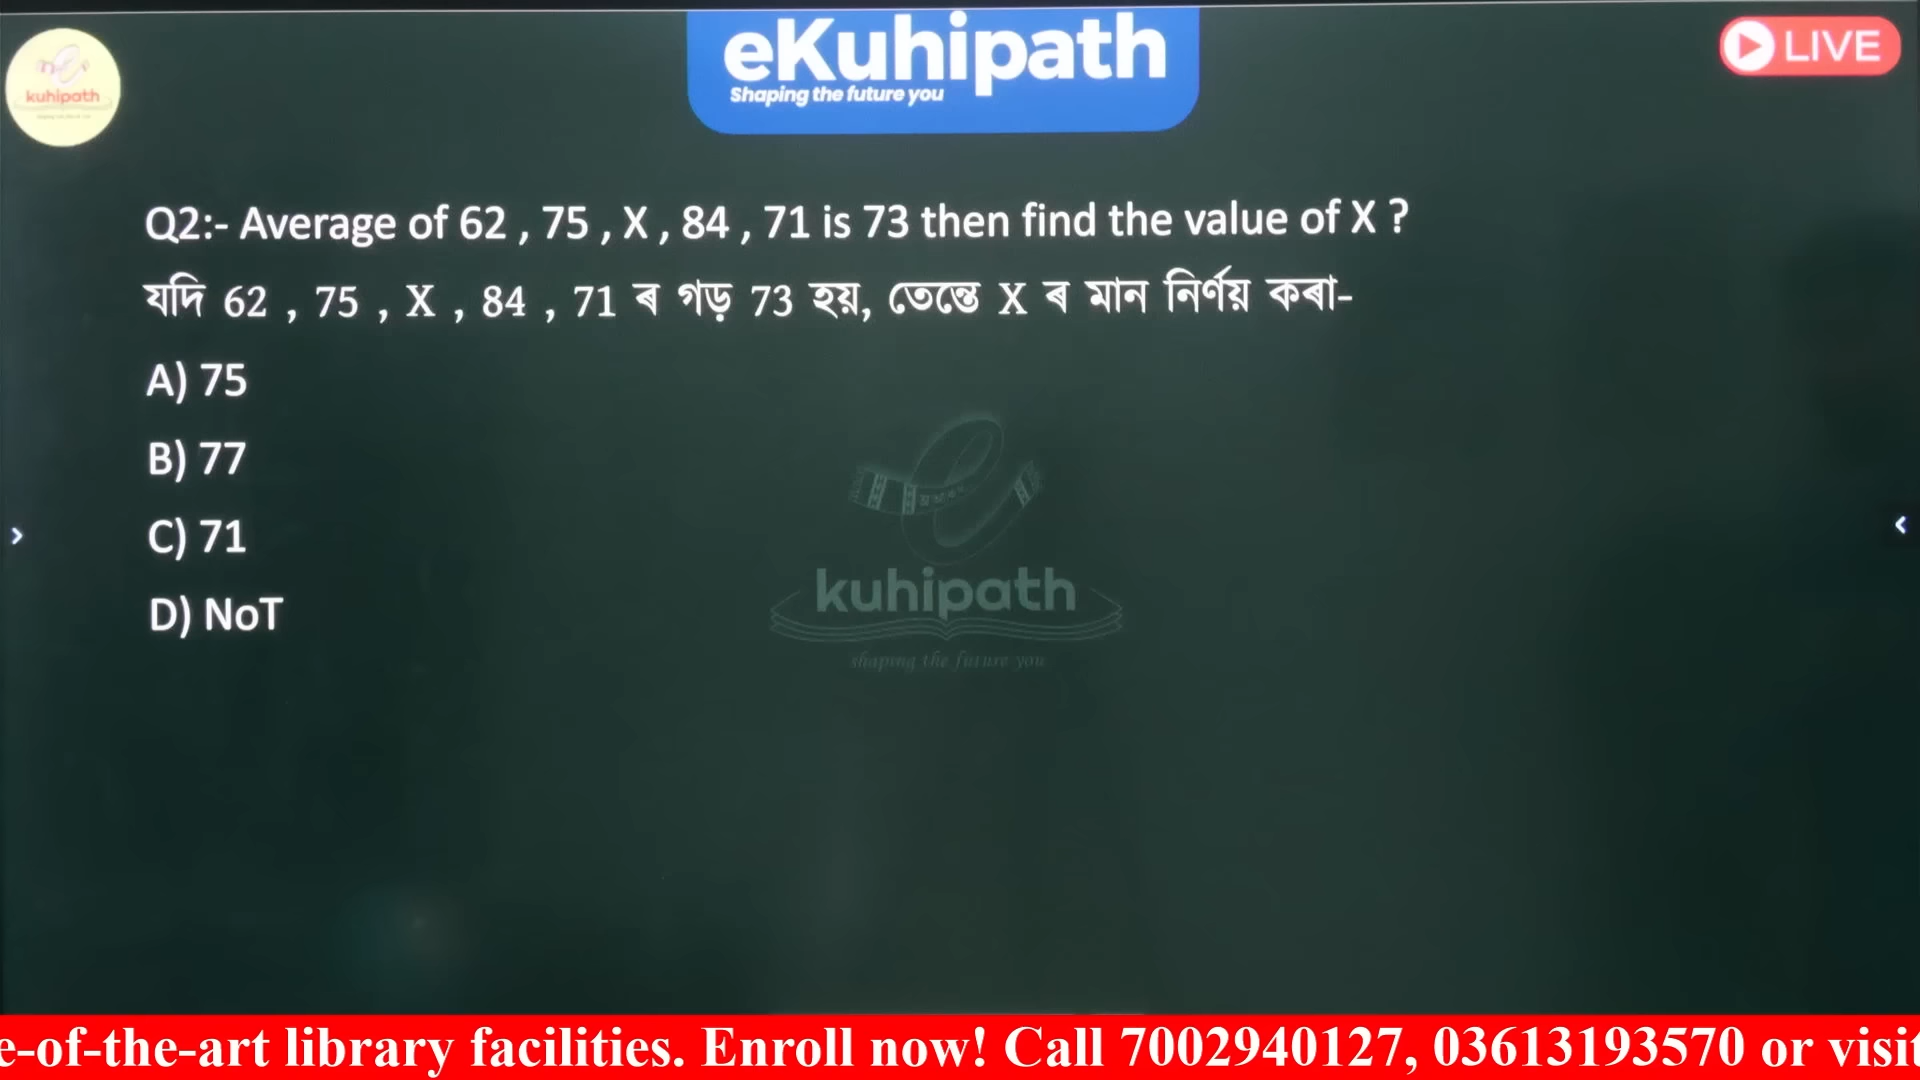 eKuhipath
Shaping the future you
LIVE
kuhipath
Q2:- Average of 62 , 75 , X , 84 , 71 is 73 then find the value of X ?
যদি 62 , 75 , X , 84 , 71 ৰ গড় 73 হয়, তেন্তে X ৰ মান নিৰ্ণয় কৰা-
A) 75
B) 77
C) 71
D) NoT
kuhipath
shaping the future you
e-of-the-art library facilities. Enroll now! Call 7002940127, 03613193570 or visit